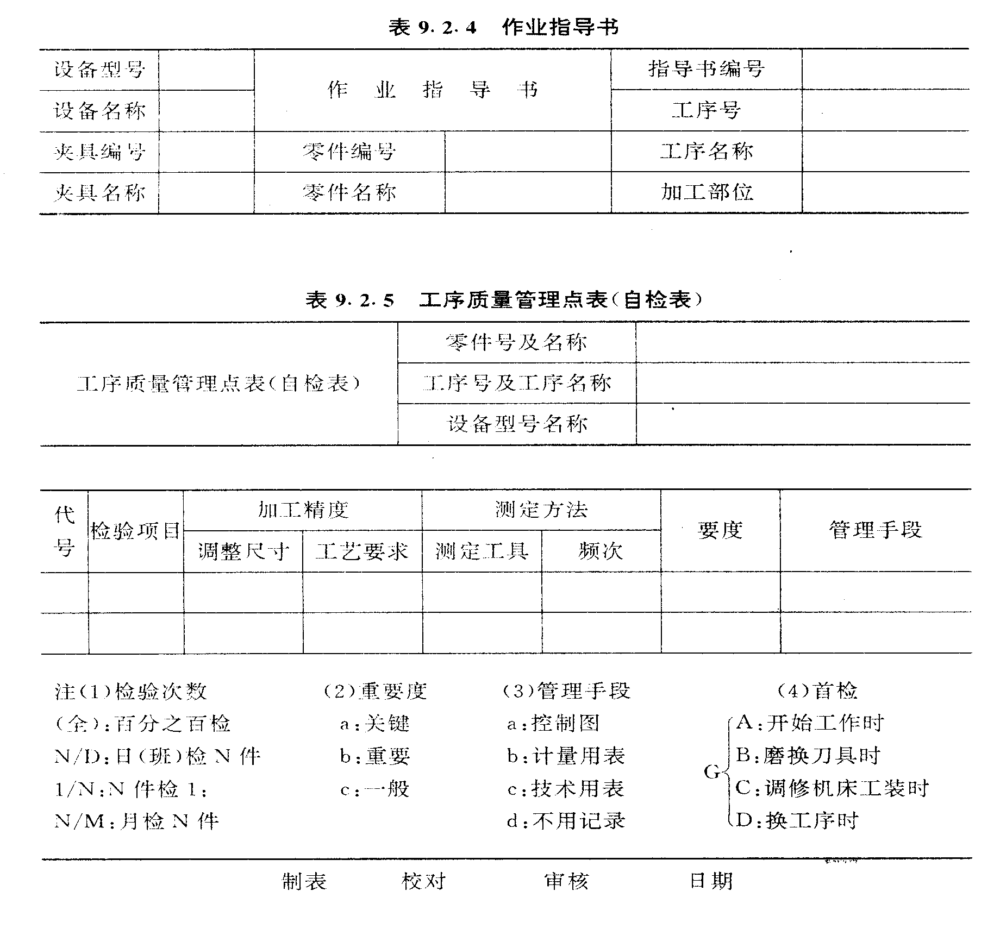 表 9. 2. 4 作业指导书
设备型号 作 业 指 导 书 指导书编号
设备名称 工序号
夹具编号 零件编号 工序名称
夹具名称 零件名称 加工部位
表 9. 2. 5 工序质量管理点表(自检表)
零件号及名称
工序质量管理点表(自检表) 工序号及工序名称
设备型号名称
代号 检验项目 加工精度 测定方法 要度 管理手段
调整尺寸 工艺要求 测定工具 频次
注(1)检验次数 (2)重要度 (3)管理手段 (4)首检
(全):百分之百检 a:关键 a:控制图 A:开始工作时
N/D:日(班)检 N 件 b:重要 b:计量用表 B:磨换刀具时
G
1/N:N 件检 1; c:一般 c:技术用表 C:调修机床工装时
N/M:月检 N 件 d:不用记录 D:换工序时
制表 校对 审核 日期